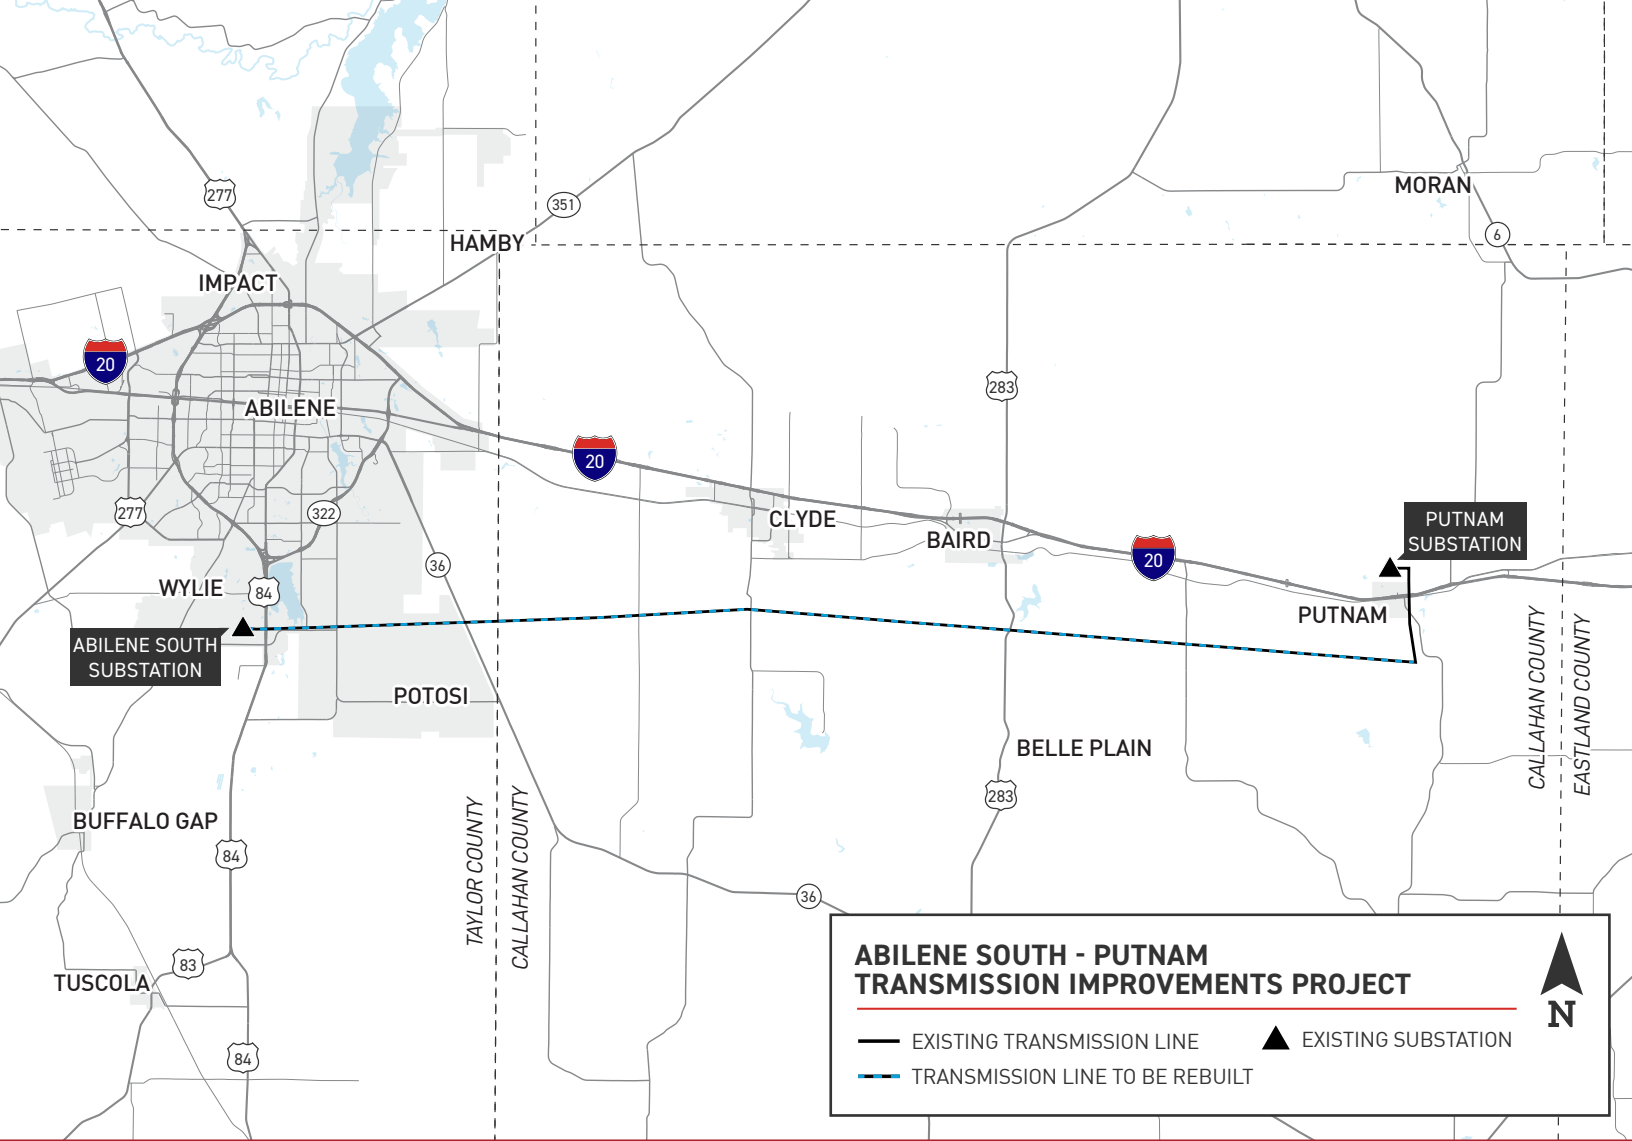 MORAN
277
351
6
HAMBY
IMPACT
20
283
ABILENE
20
277
322
CLYDE
BAIRD
PUTNAM
SUBSTATION
20
36
WYLIE
84
PUTNAM
ABILENE SOUTH
SUBSTATION
CALLAHAN COUNTY
EASTLAND COUNTY
POTOSI
BELLE PLAIN
283
BUFFALO GAP
84
TAYLOR COUNTY
CALLAHAN COUNTY
36
83
TUSCOLA
84
ABILENE SOUTH - PUTNAM
TRANSMISSION IMPROVEMENTS PROJECT
EXISTING TRANSMISSION LINE
EXISTING SUBSTATION
TRANSMISSION LINE TO BE REBUILT
N